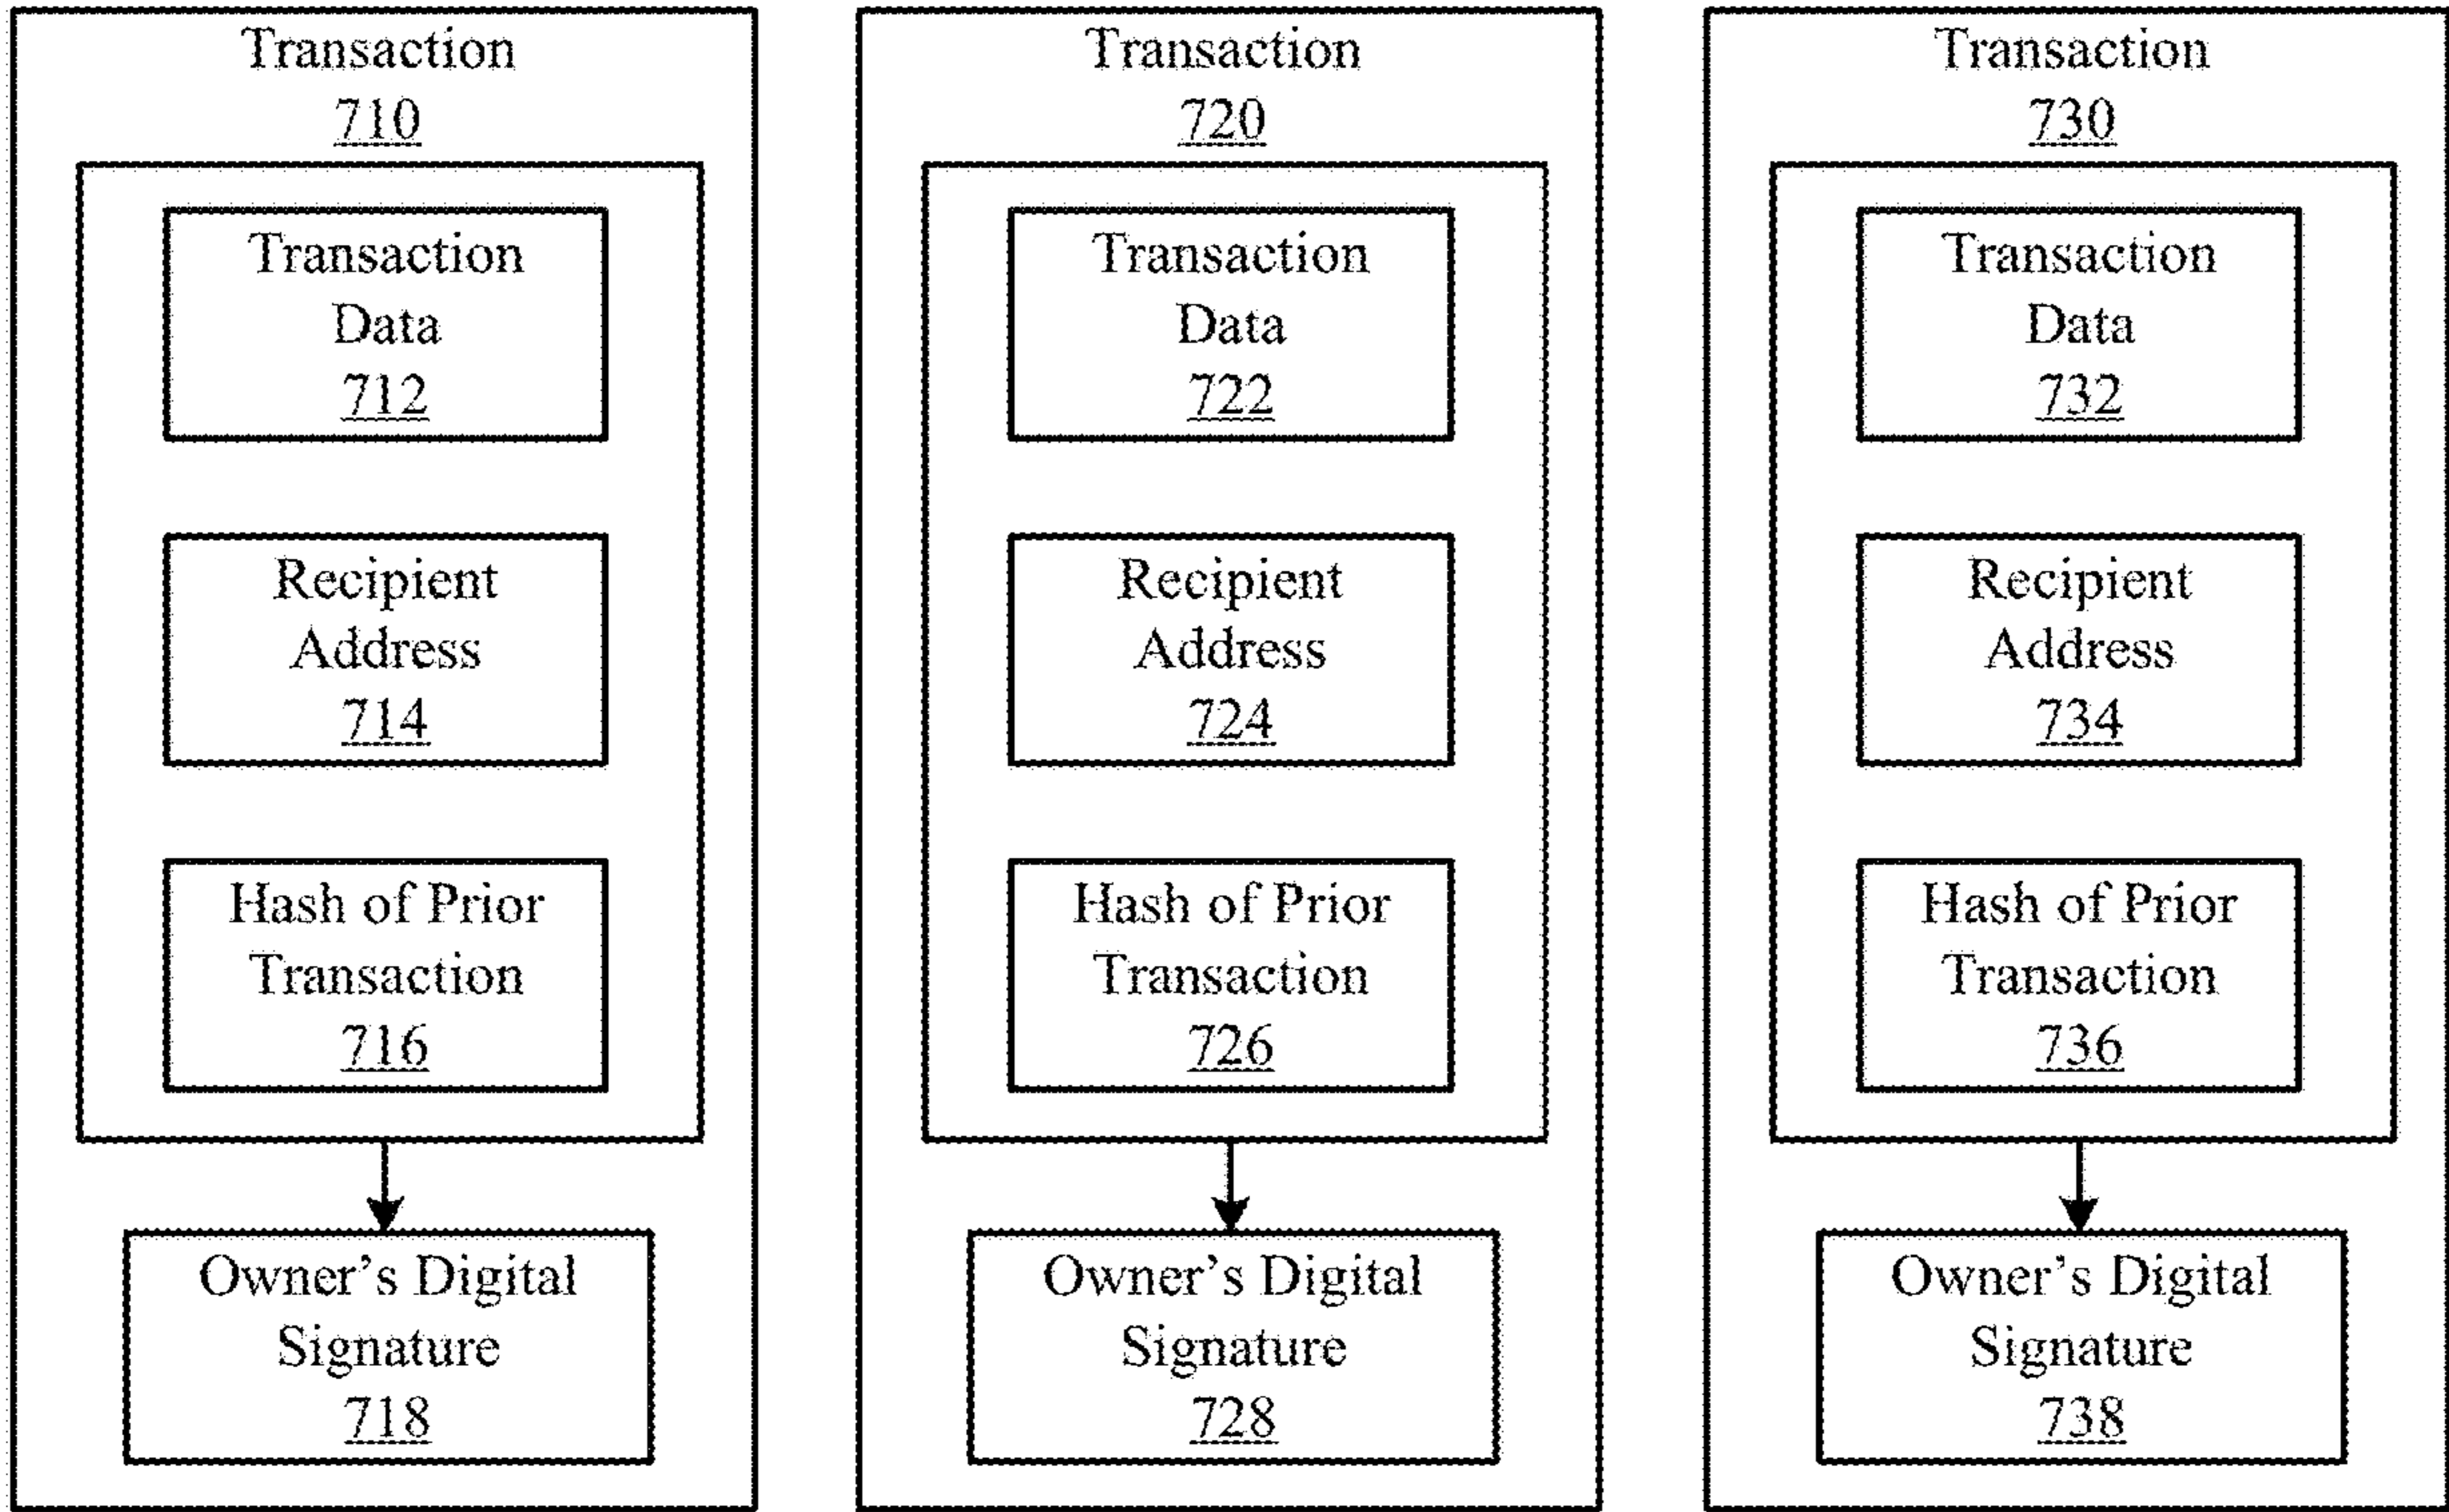 Transaction
710
Transaction
Data
712
Recipient
Address
714
Hash of Prior
Transaction
716
Owner’s Digital
Signature
718
Transaction
720
Transaction
Data
722
Recipient
Address
724
Hash of Prior
Transaction
726
Owner’s Digital
Signature
728
Transaction
730
Transaction
Data
732
Recipient
Address
734
Hash of Prior
Transaction
736
Owner’s Digital
Signature
738